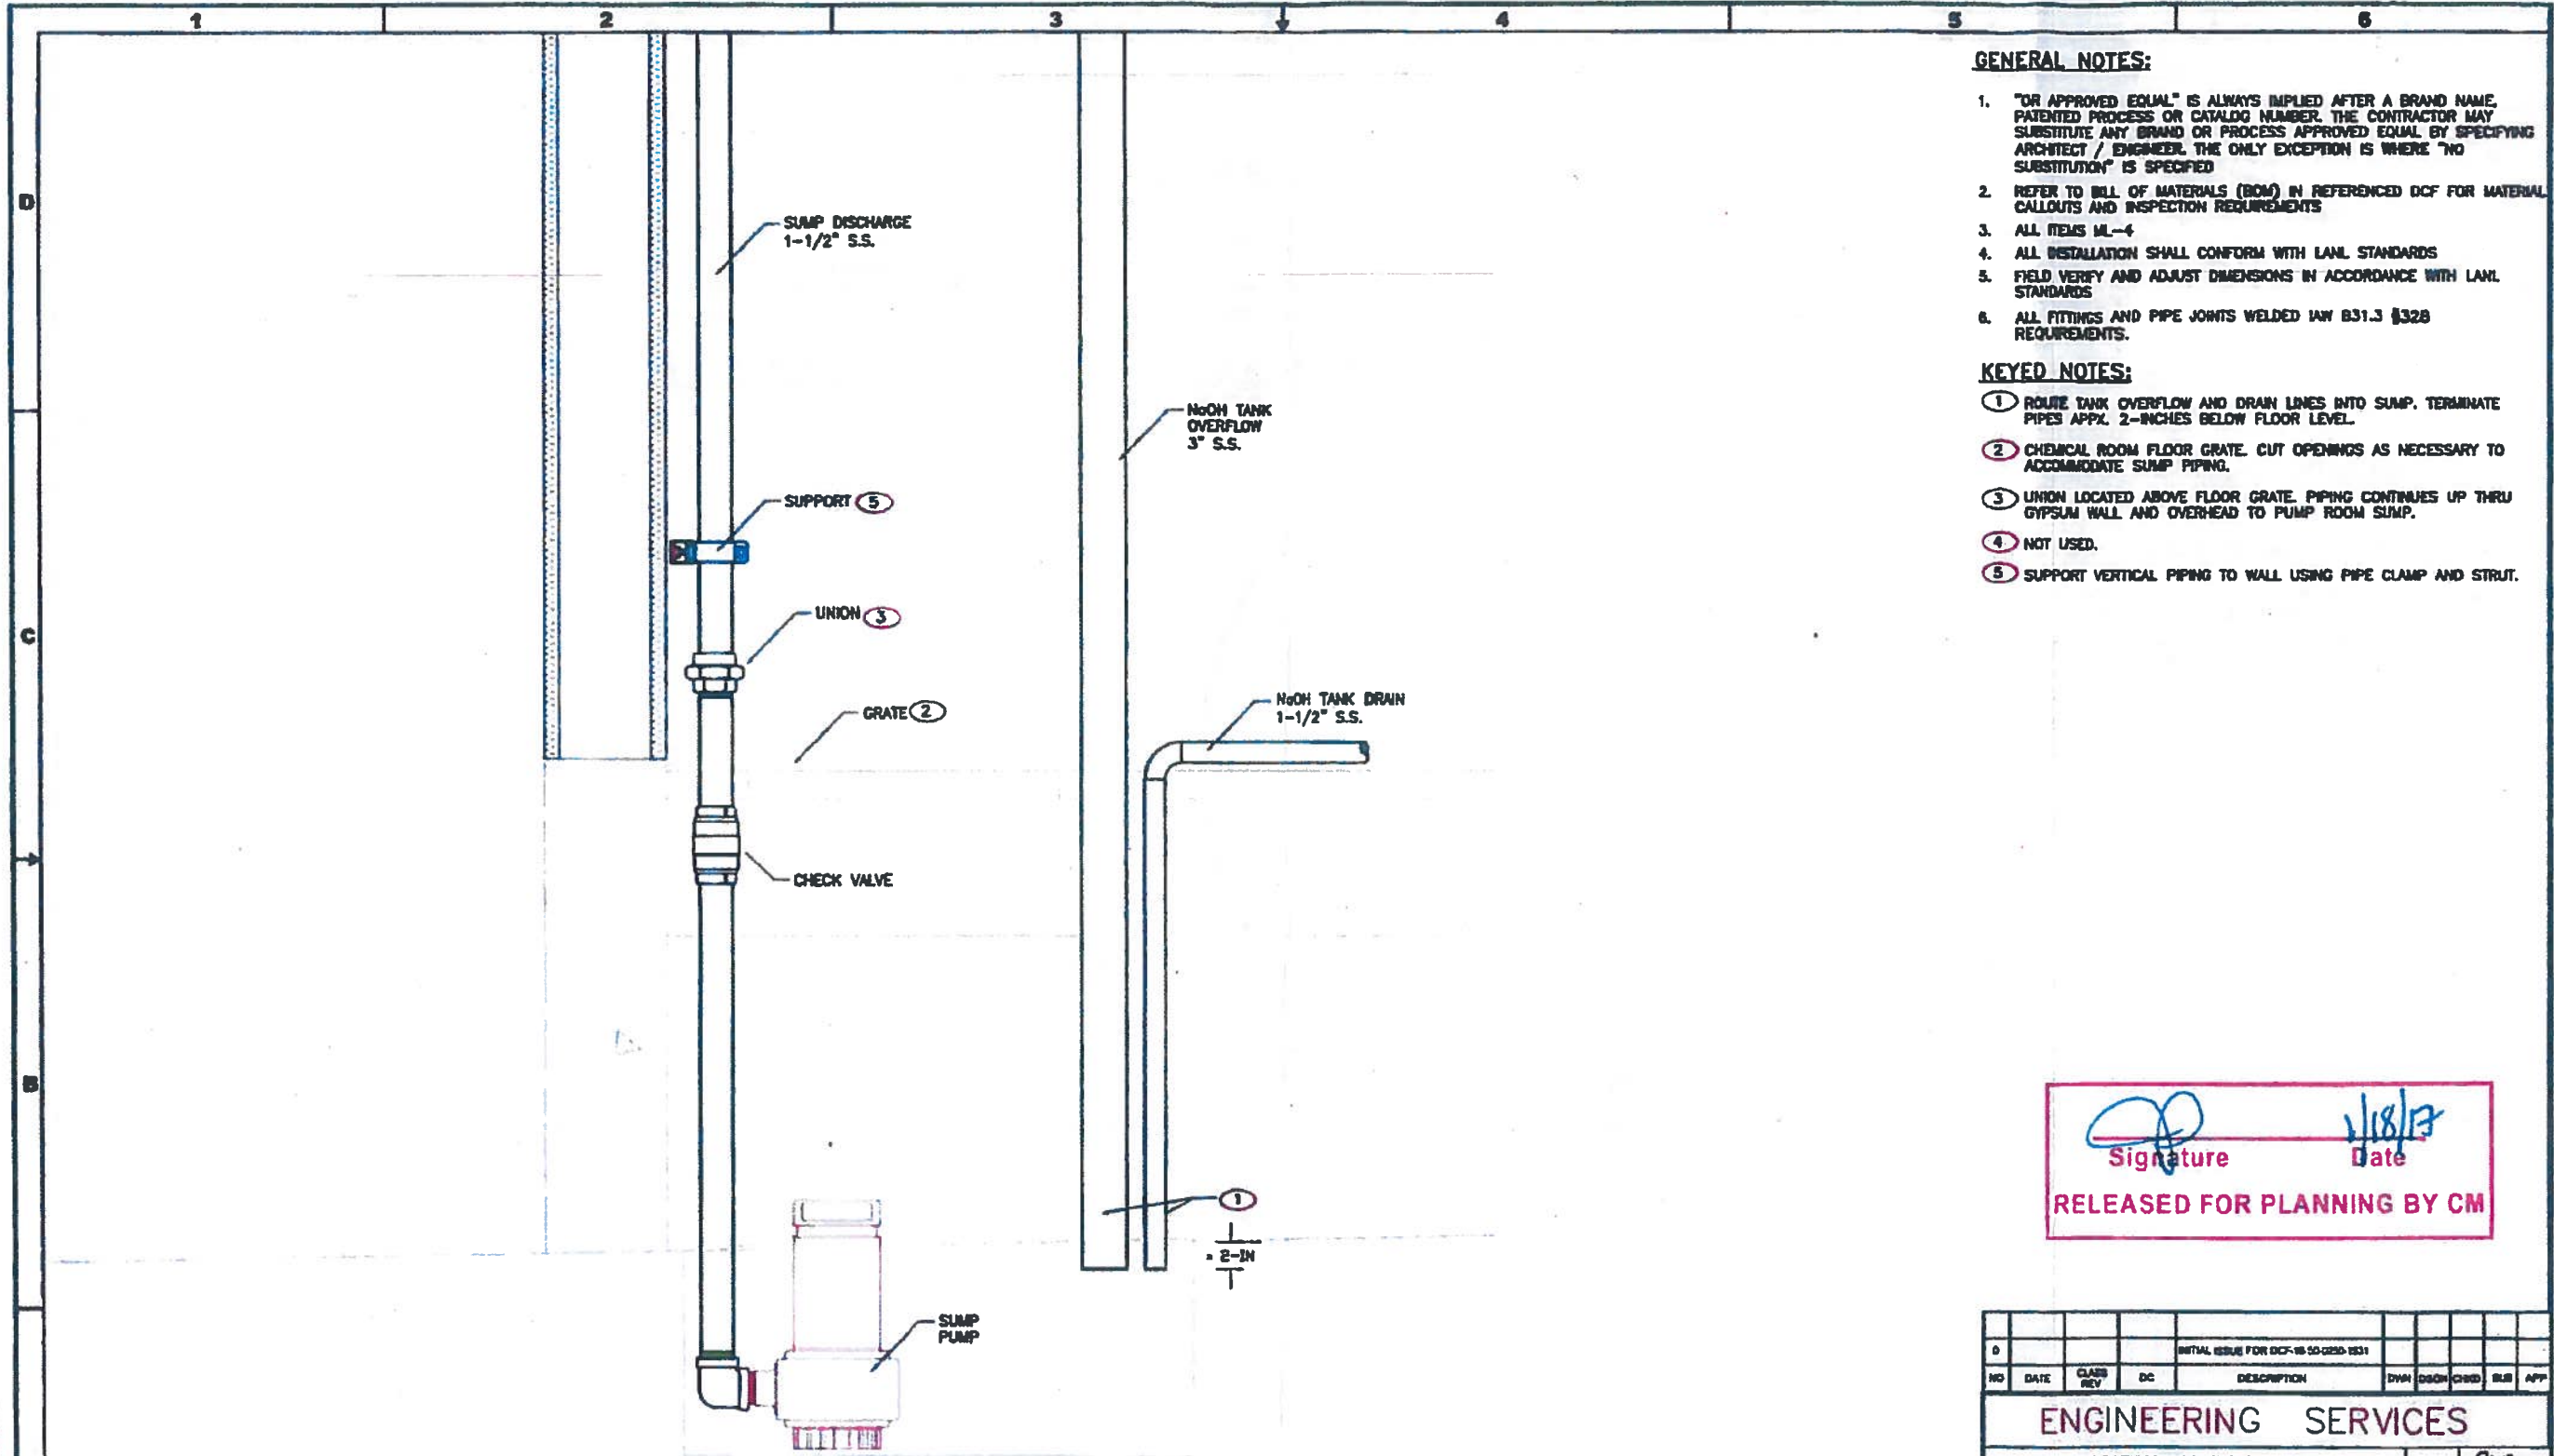 1 2 3 4 5 6
D
C
B
GENERAL NOTES:
1. "OR APPROVED EQUAL" IS ALWAYS IMPLIED AFTER A BRAND NAME,
PATENTED PROCESS OR CATALOG NUMBER. THE CONTRACTOR MAY
SUBSTITUTE ANY BRAND OR PROCESS APPROVED EQUAL BY SPECIFYING
ARCHITECT / ENGINEER. THE ONLY EXCEPTION IS WHERE "NO
SUBSTITUTION" IS SPECIFIED
2. REFER TO BILL OF MATERIALS (BOM) IN REFERENCED DCF FOR MATERIAL
CALLOUTS AND INSPECTION REQUIREMENTS
3. ALL ITEMS ML-4
4. ALL INSTALLATION SHALL CONFORM WITH LANL STANDARDS
5. FIELD VERIFY AND ADJUST DIMENSIONS IN ACCORDANCE WITH LANL
STANDARDS
6. ALL FITTINGS AND PIPE JOINTS WELDED IAW B31.3 §328
REQUIREMENTS.
KEYED NOTES:
1 ROUTE TANK OVERFLOW AND DRAIN LINES INTO SUMP. TERMINATE
PIPES APPX. 2-INCHES BELOW FLOOR LEVEL.
2 CHEMICAL ROOM FLOOR GRATE. CUT OPENINGS AS NECESSARY TO
ACCOMMODATE SUMP PIPING.
3 UNION LOCATED ABOVE FLOOR GRATE. PIPING CONTINUES UP THRU
GYPSUM WALL AND OVERHEAD TO PUMP ROOM SUMP.
4 NOT USED.
5 SUPPORT VERTICAL PIPING TO WALL USING PIPE CLAMP AND STRUT.
SUMP DISCHARGE
1-1/2" S.S.
NaOH TANK
OVERFLOW
3" S.S.
SUPPORT 5
UNION 3
GRATE 2
NaOH TANK DRAIN
1-1/2" S.S.
CHECK VALVE
1
2-IN
SUMP
PUMP
1/18/17
Signature Date
RELEASED FOR PLANNING BY CM
0 INITIAL ISSUE FOR
NO DATE CLASS REV DC DESCRIPTION DWN DSGN CHKD SUB APP
ENGINEERING SERVICES